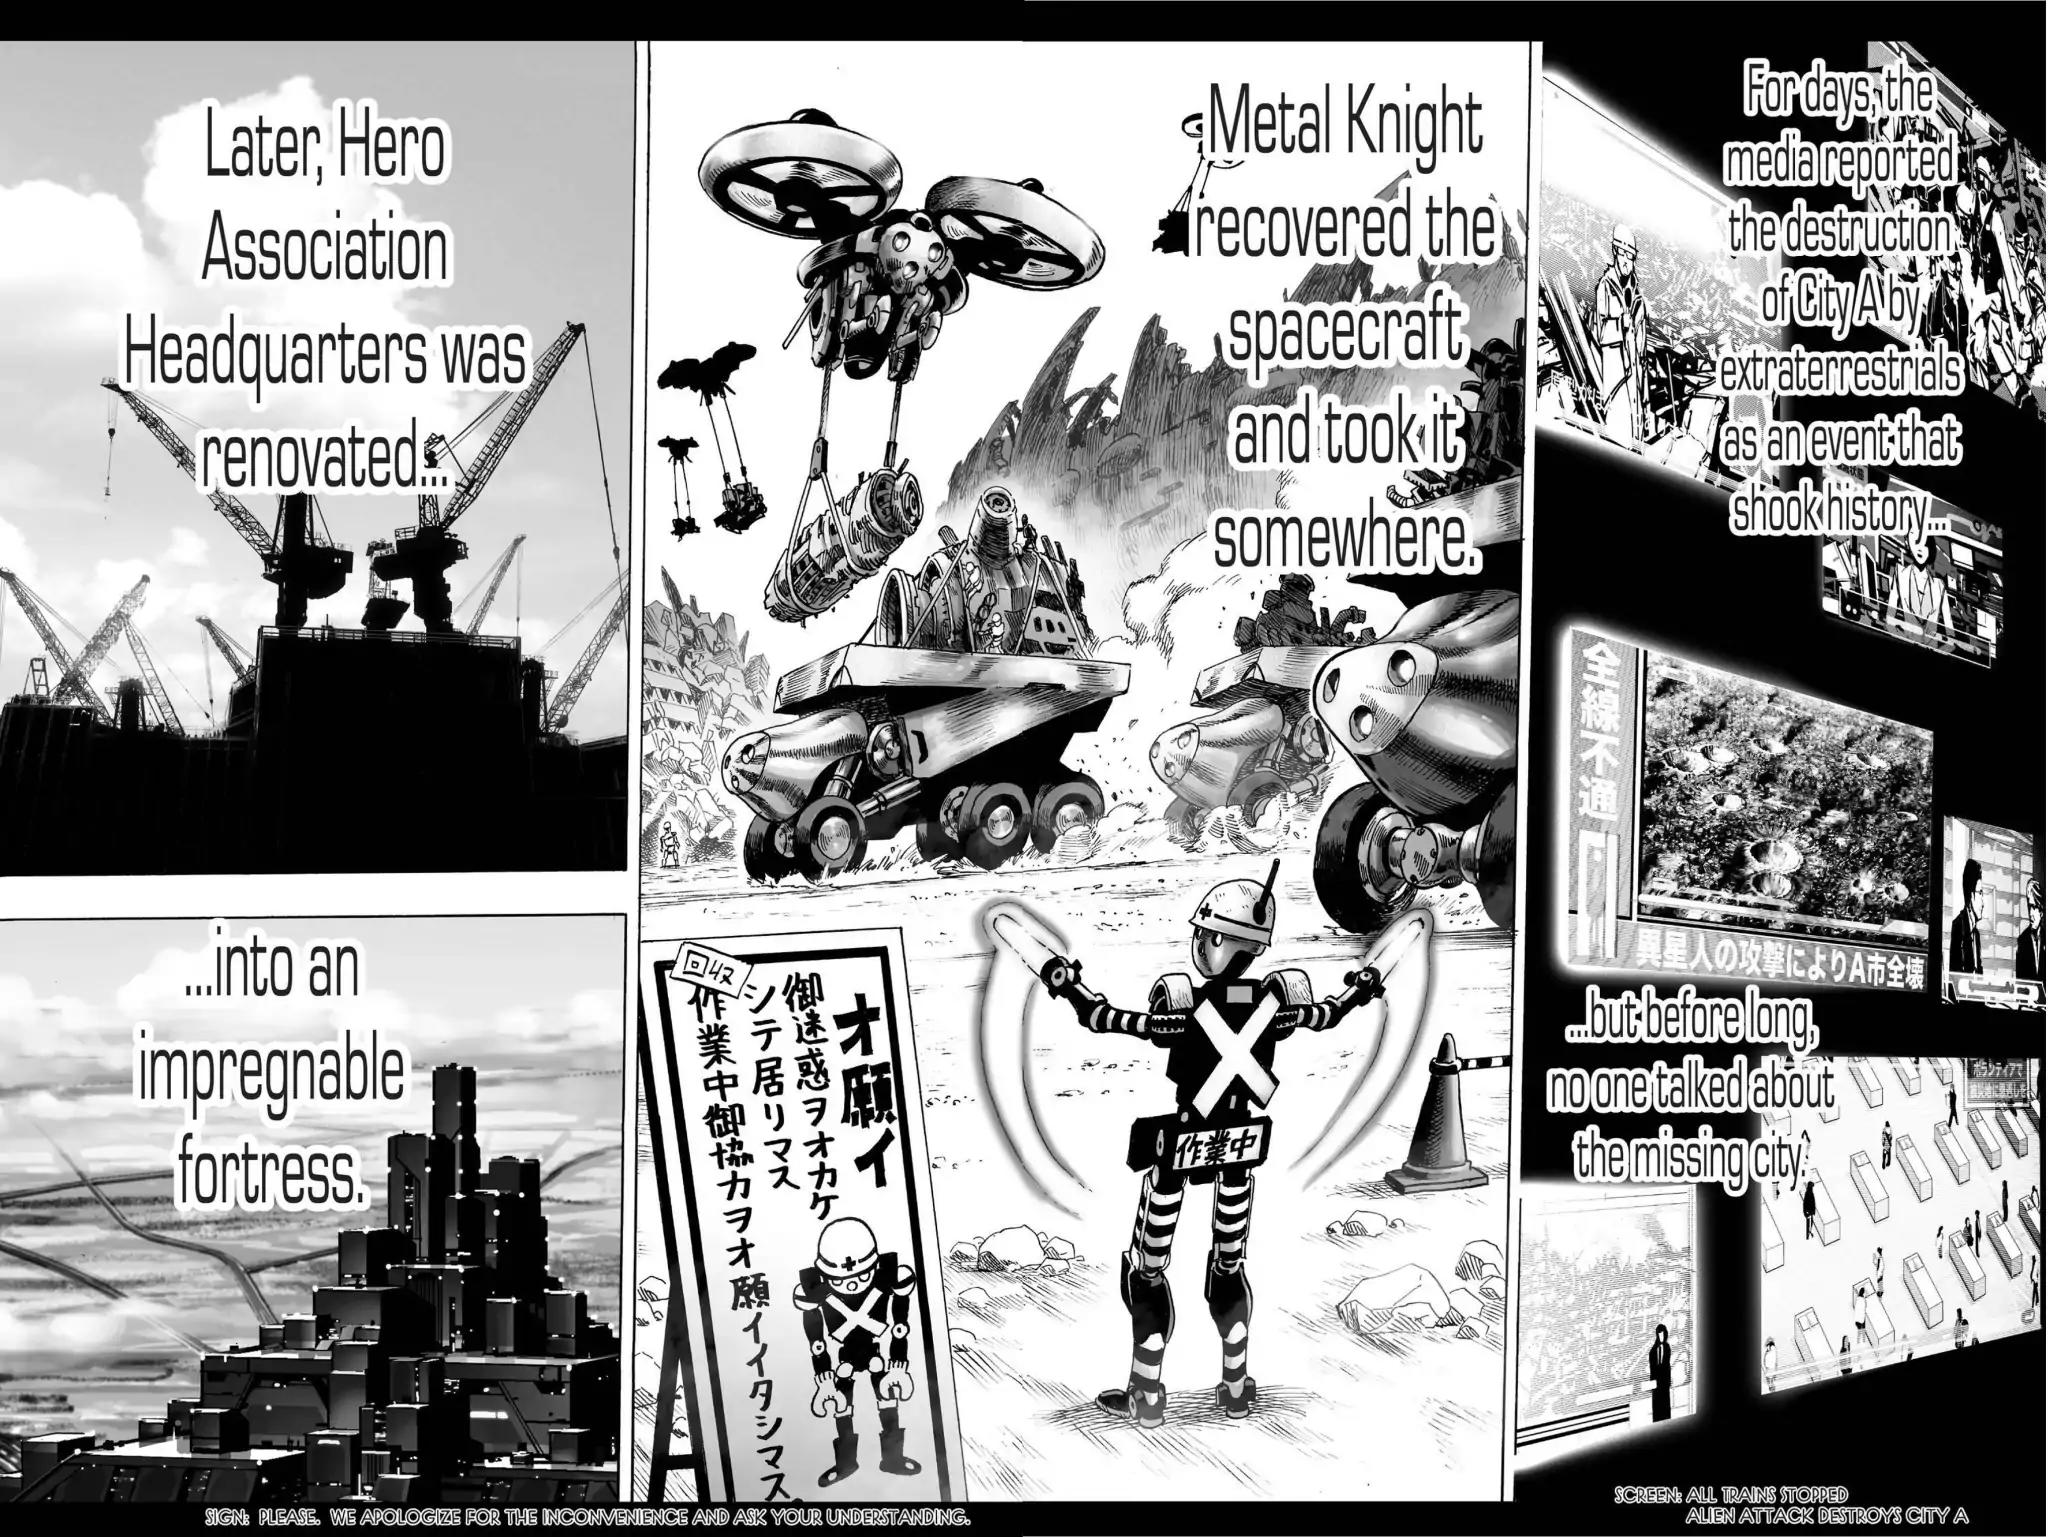 For days, the
media reported
the destruction
of City A by
extraterrestrials
as an event that
shook history...
全線不通
異星人の攻撃によりA市全壊
...but before long,
no one talked about
the missing city.
Metal Knight
recovered the
spacecraft
and took it
somewhere.
作業中
オ願イ
御迷惑ヲオカケ
シテ居リマス
回収
作業中御協力ヲオ願イイタシマス。
Later, Hero
Association
Headquarters was
renovated...
...into an
impregnable
fortress.
SIGN: PLEASE. WE APOLOGIZE FOR THE INCONVENIENCE AND ASK YOUR UNDERSTANDING.
SCREEN: ALL TRAINS STOPPED
ALIEN ATTACK DESTROYS CITY A